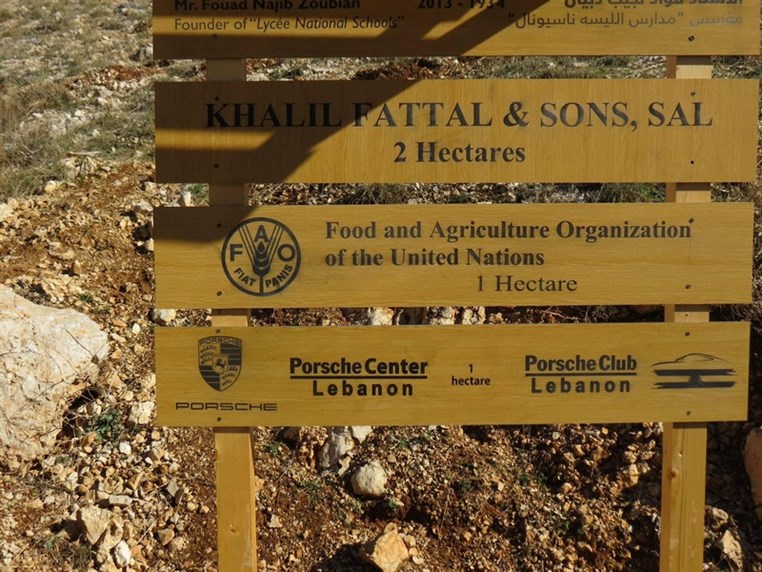 Mr. Fouad Najib Zoubian 2013 - 1934
Founder of "Lycée National Schools" مؤسس "مدارس الليسه ناسيونال"
KHALIL FATTAL & SONS, SAL
2 Hectares
FAO
FIAT PANIS
Food and Agriculture Organization
of the United Nations
1 Hectare
PORSCHE
PORSCHE
Porsche Center
Lebanon
1
hectare
Porsche Club
Lebanon